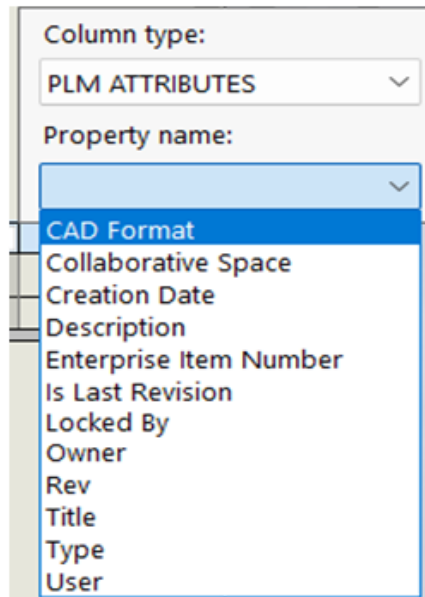 Column type:
PLM ATTRIBUTES
Property name:
CAD Format
Collaborative Space
Creation Date
Description
Enterprise Item Number
Is Last Revision
Locked By
Owner
Rev
Title
Type
User